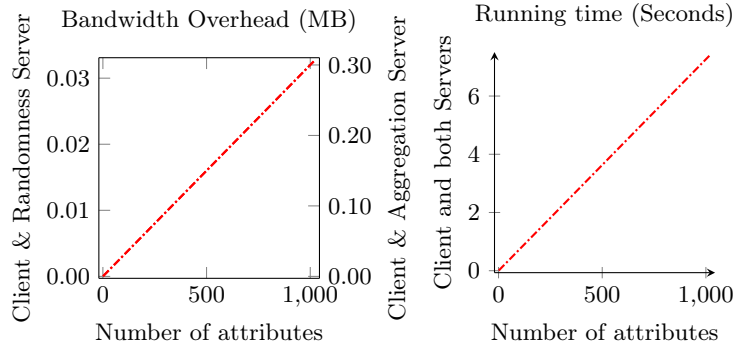 Bandwidth Overhead (MB)
Client & Randomness Server
0.03
0.02
0.01
0.00
0.30
0.20
0.10
0.00
Client & Aggregation Server
0
500
1,000
Number of attributes
Running time (Seconds)
Client and both Servers
6
4
2
0
0
500
1,000
Number of attributes